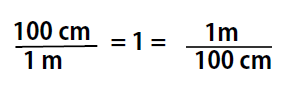 100 cm
1 m
= 1 =
1m
100 cm